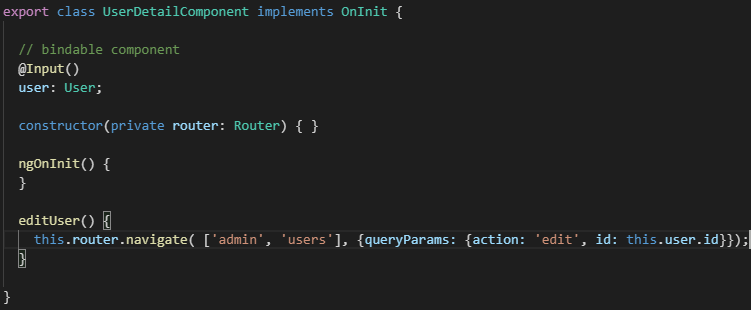 export class UserDetailComponent implements OnInit {
// bindable component
@Input()
user: User;
constructor(private router: Router) { }
ngOnInit() {
}
editUser() {
this.router.navigate( ['admin', 'users'], {queryParams: {action: 'edit', id: this.user.id}});
}
}